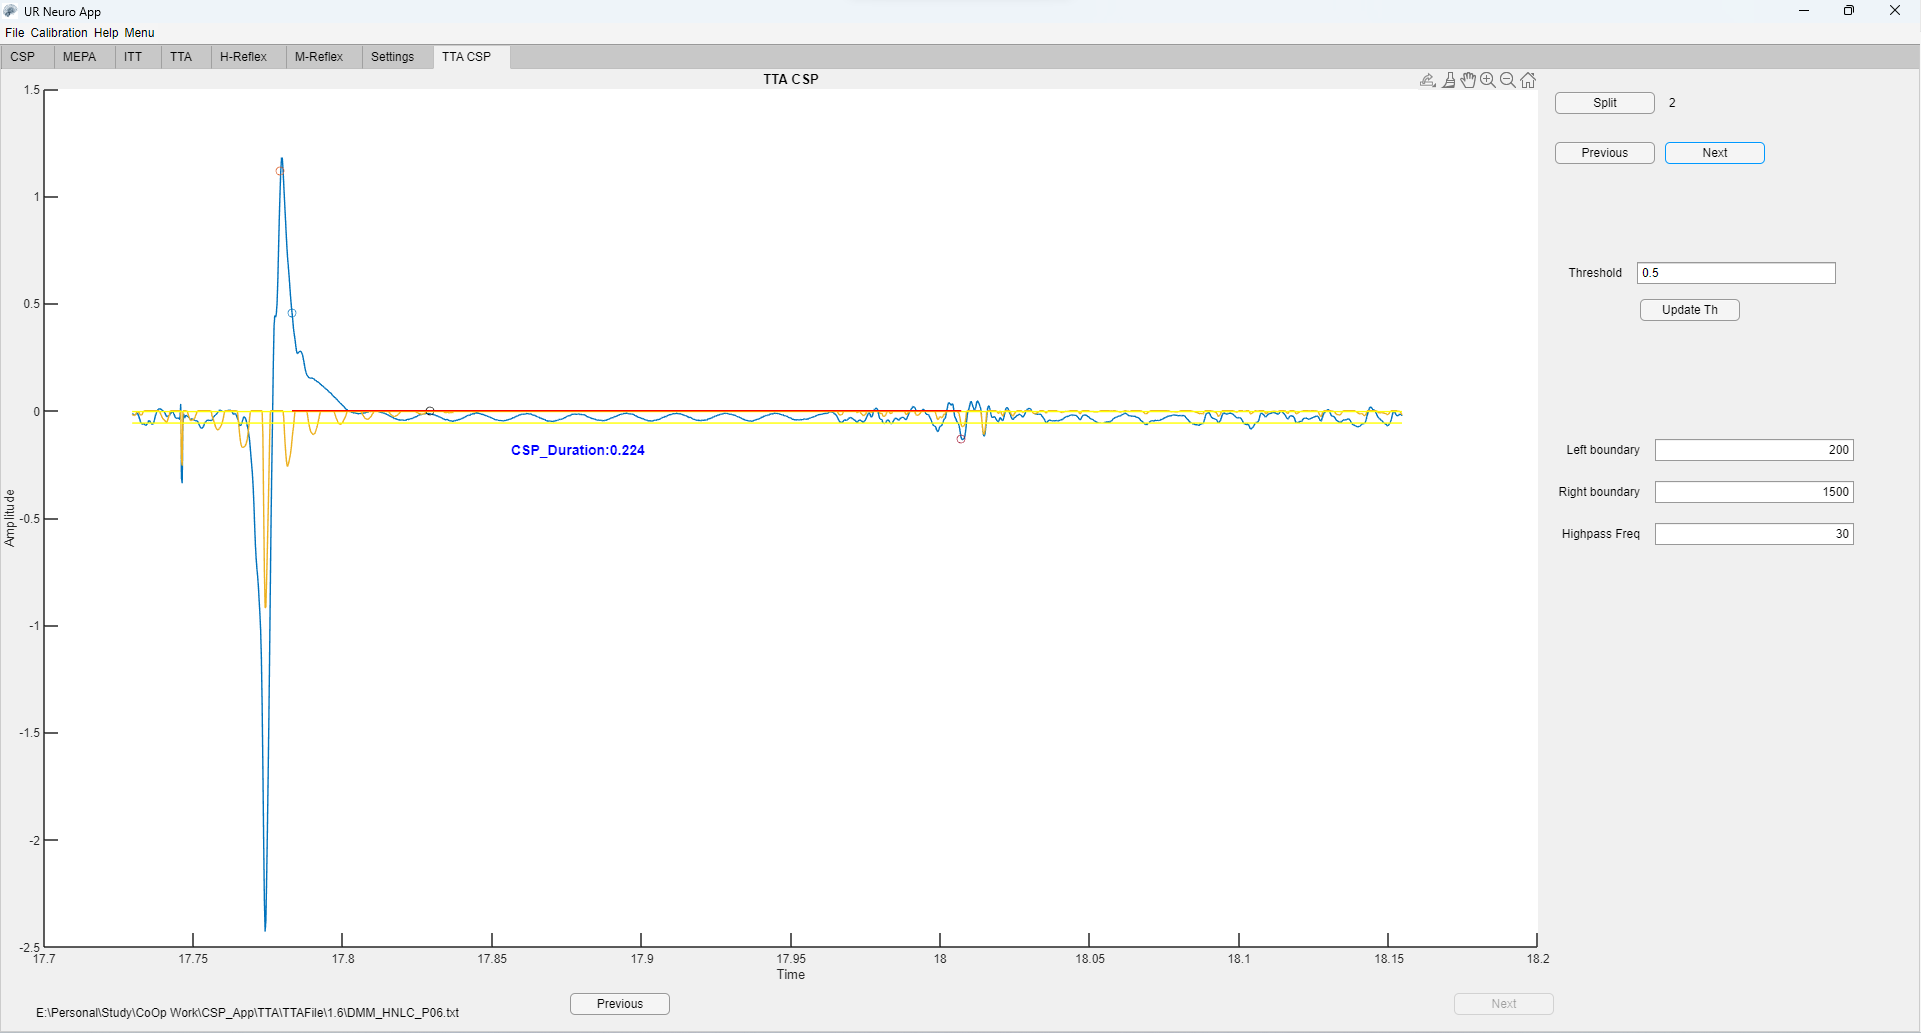 UR Neuro App
File Calibration Help Menu
CSP MEPA ITT TTA H-Reflex M-Reflex Settings TTA CSP
TTA CSP
1.5
1
0.5
0
-0.5
-1
-1.5
-2
-2.5
Amplitude
CSP_Duration:0.224
17.7 17.75 17.8 17.85 17.9 17.95 18 18.05 18.1 18.15 18.2
Time
Split 2
Previous Next
Threshold 0.5
Update Th
Left boundary 200
Right boundary 1500
Highpass Freq 30
Previous Next
E:\Personal\Study\CoOp Work\CSP_App\TTA\TTAFile\1.6\DMM_HNLC_P06.txt